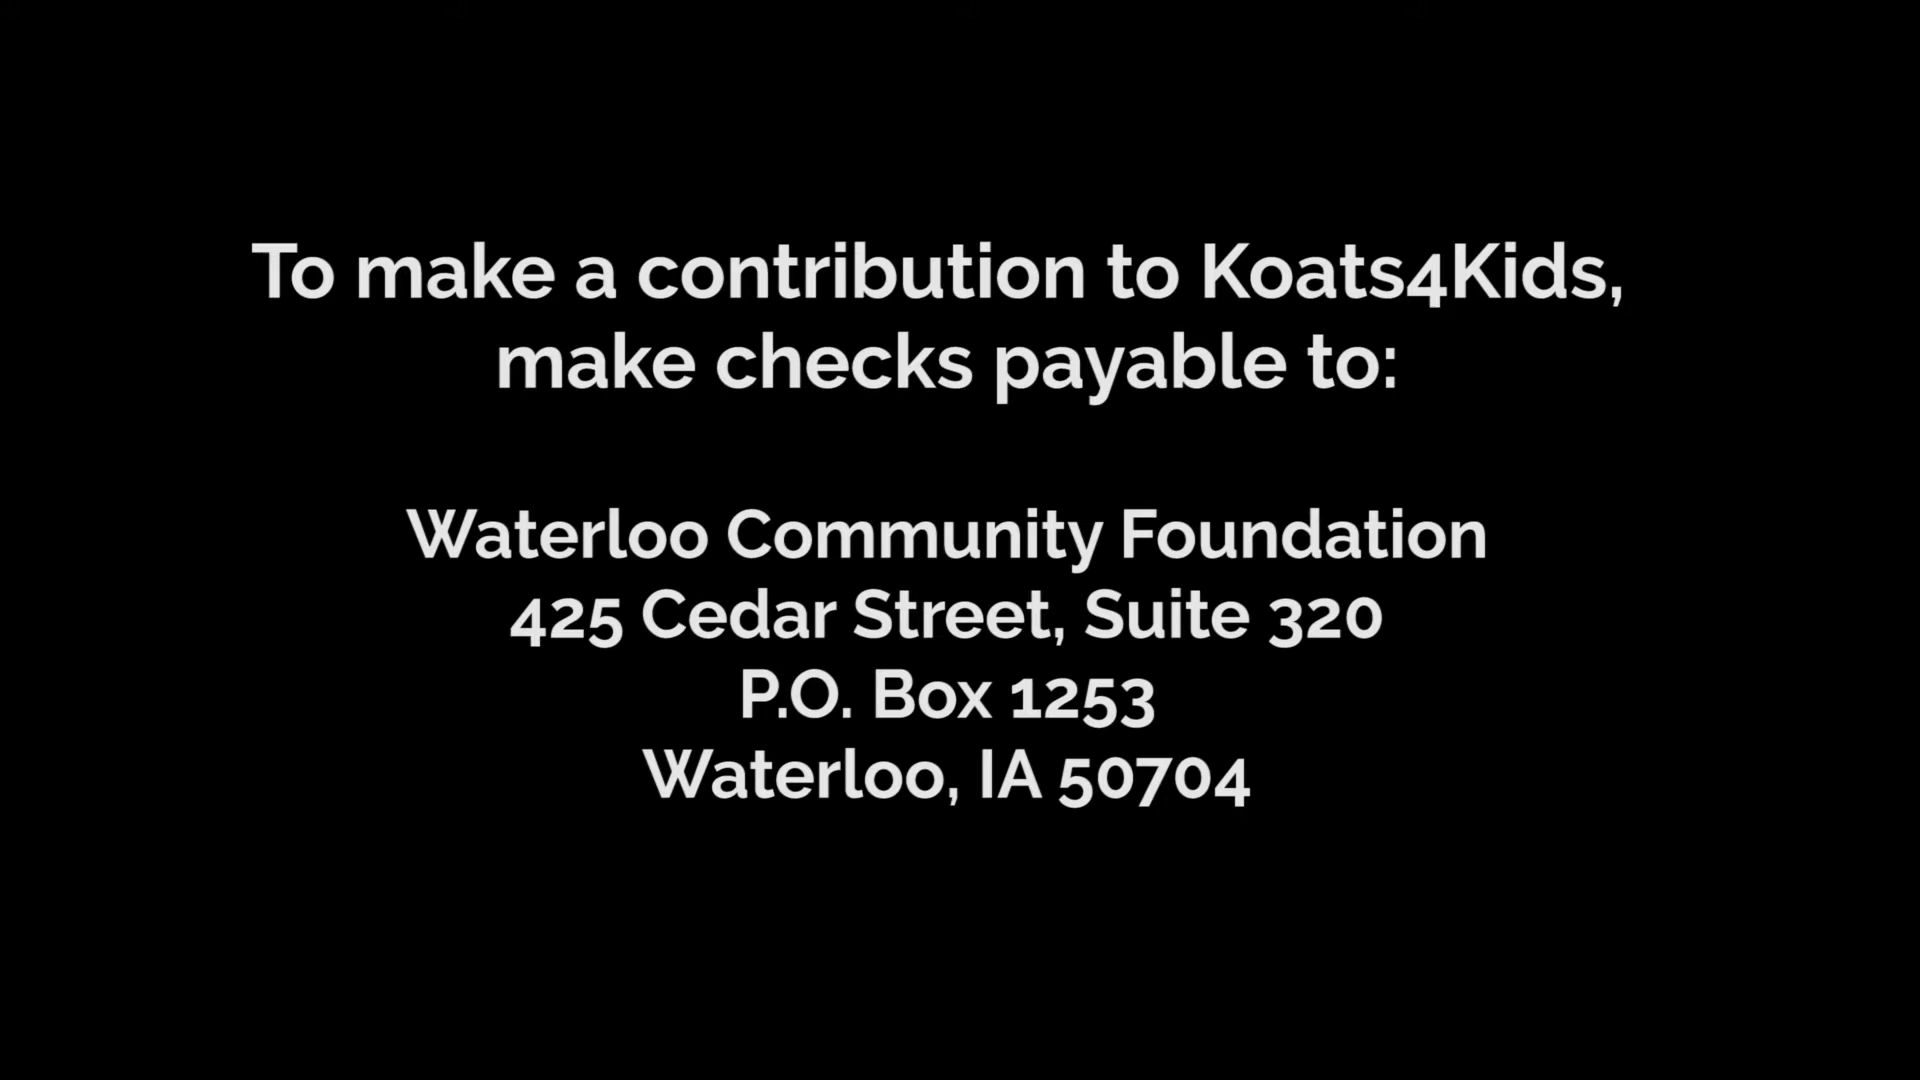 To make a contribution to Koats4Kids,
make checks payable to:
Waterloo Community Foundation
425 Cedar Street, Suite 320
P.O. Box 1253
Waterloo, IA 50704